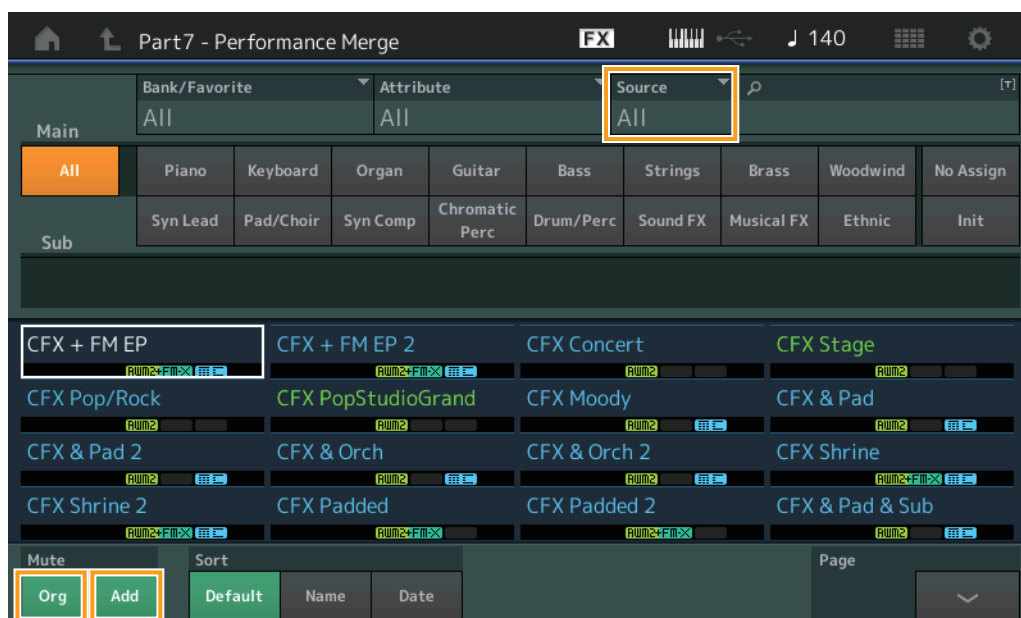 Part7 - Performance Merge FX 140
Bank/Favorite Attribute Source [T]
All All All
Main
All Piano Keyboard Organ Guitar Bass Strings Brass Woodwind No Assign
Syn Lead Pad/Choir Syn Comp Chromatic Perc Drum/Perc Sound FX Musical FX Ethnic Init
Sub
CFX + FM EP CFX + FM EP 2 CFX Concert CFX Stage
AWM2+FM-X AWM2+FM-X AWM2 AWM2
CFX Pop/Rock CFX PopStudioGrand CFX Moody CFX & Pad
AWM2 AWM2 AWM2 AWM2
CFX & Pad 2 CFX & Orch CFX & Orch 2 CFX Shrine
AWM2 AWM2 AWM2 AWM2+FM-X
CFX Shrine 2 CFX Padded CFX Padded 2 CFX & Pad & Sub
AWM2+FM-X AWM2+FM-X AWM2+FM-X AWM2
Mute Sort Page
Org Add Default Name Date